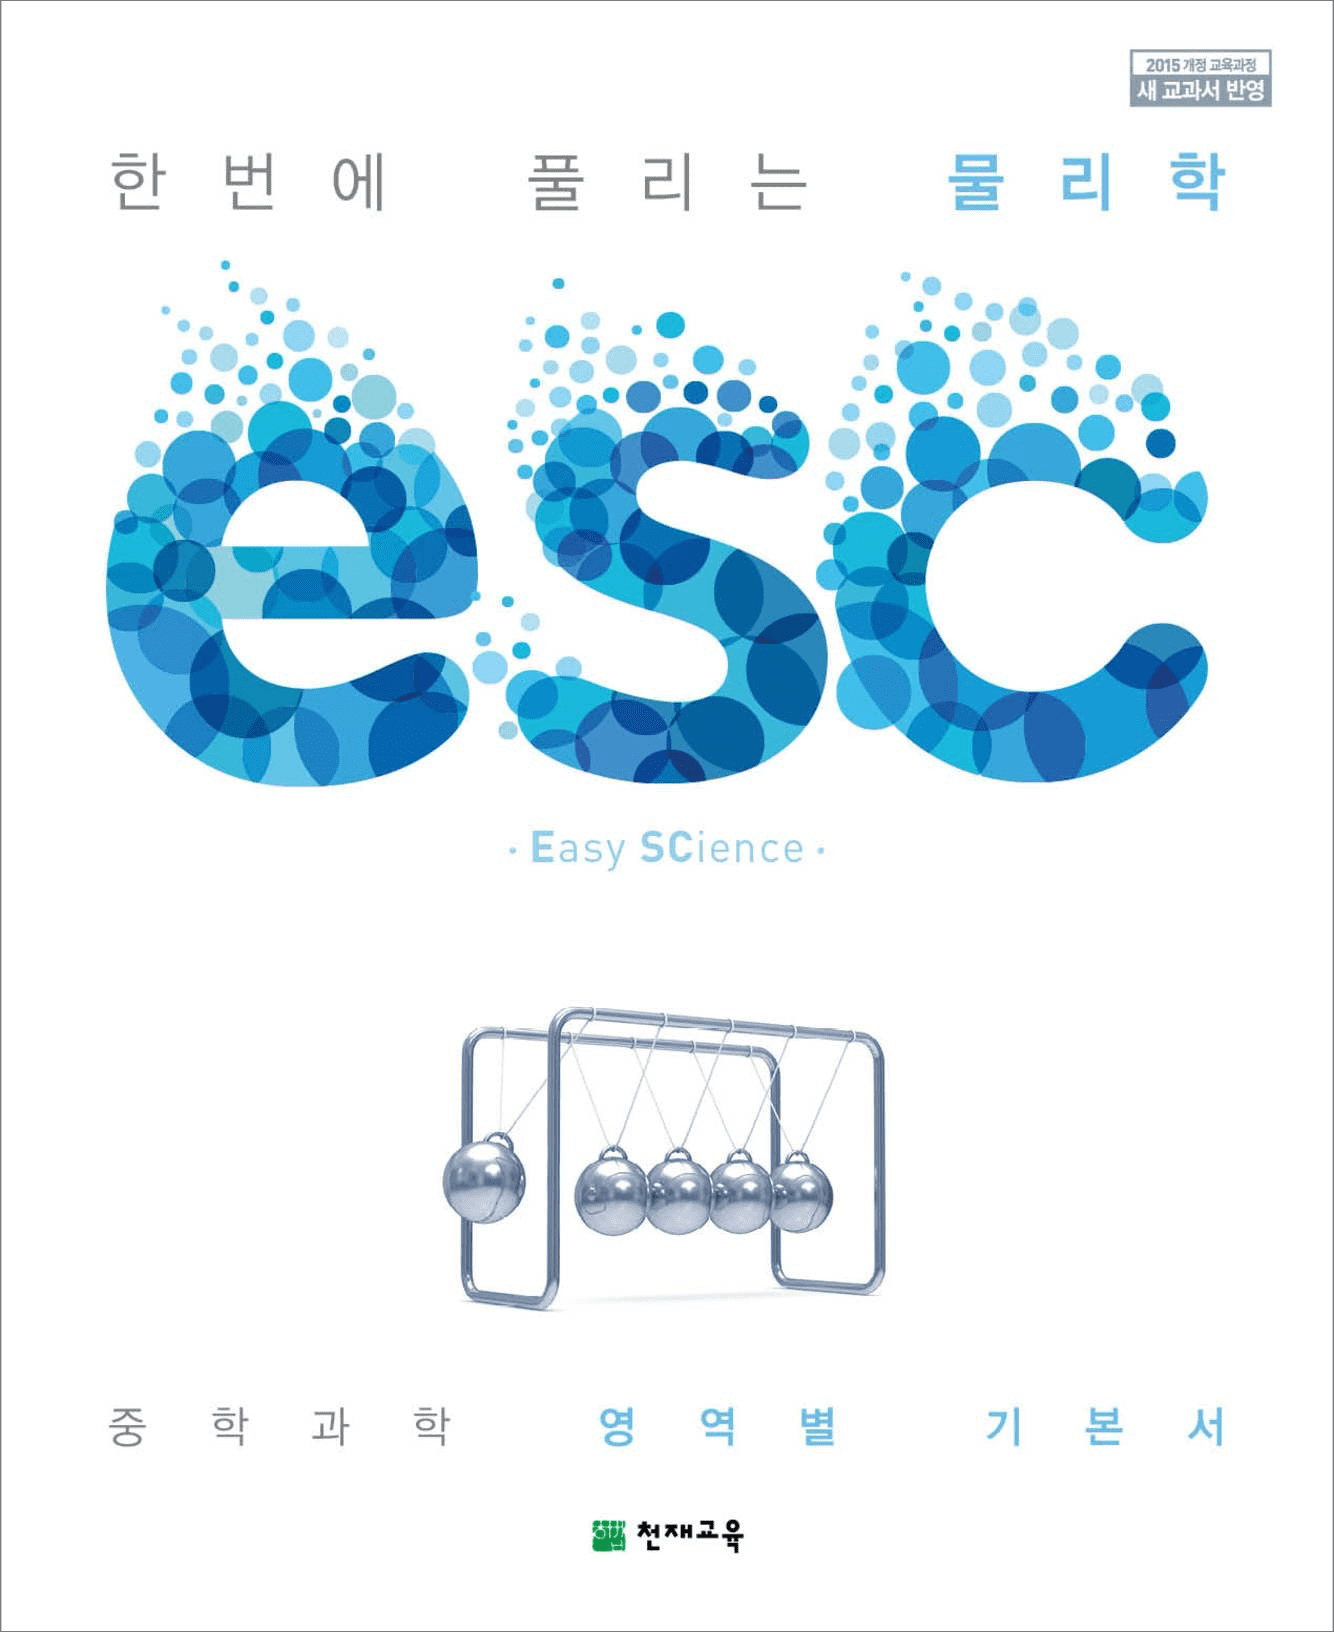 2015 개정 교육과정
새 교과서 반영
한 번에 풀리는 물리학
esc
· Easy SCience ·
중학과학 영역별 기본서
천재교육